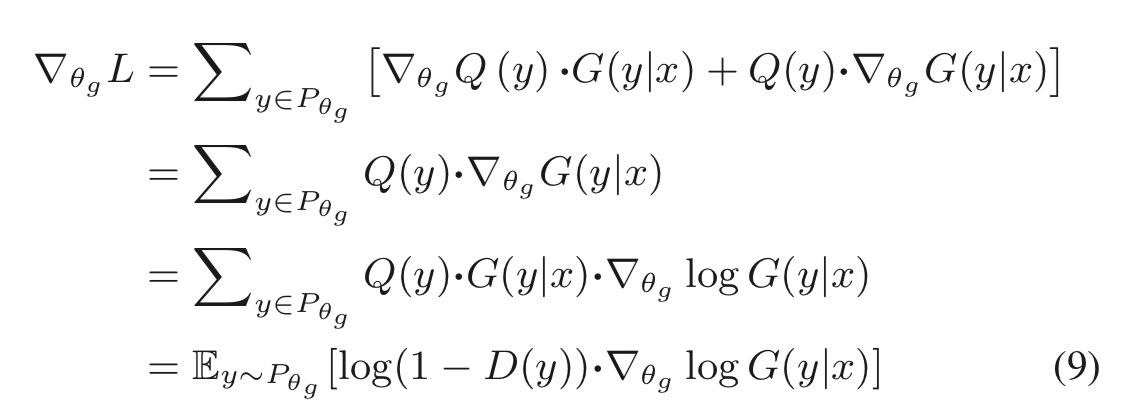 ∇_{θ_g} L = ∑_{y∈P_{θ_g}} [∇_{θ_g} Q (y) · G(y|x) + Q(y) · ∇_{θ_g} G(y|x)]
= ∑_{y∈P_{θ_g}} Q(y) · ∇_{θ_g} G(y|x)
= ∑_{y∈P_{θ_g}} Q(y) · G(y|x) · ∇_{θ_g} log G(y|x)
= 𝔼_{y∼P_{θ_g}} [log(1 − D(y)) · ∇_{θ_g} log G(y|x)] (9)